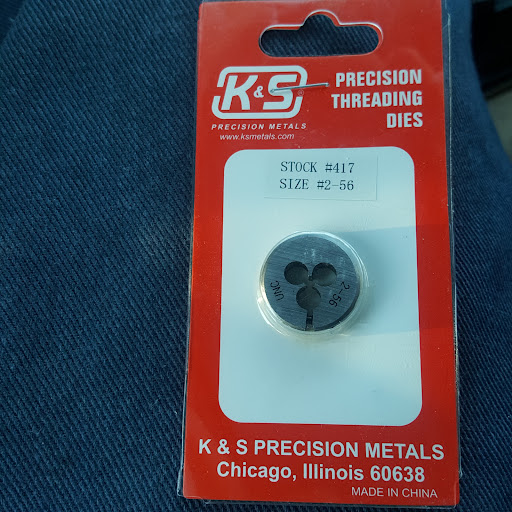 K&S®
PRECISION METALS
www.ksmetals.com
PRECISION
THREADING
DIES
STOCK #417
SIZE #2-56
UNC
2-56
K & S PRECISION METALS
Chicago, Illinois 60638
MADE IN CHINA